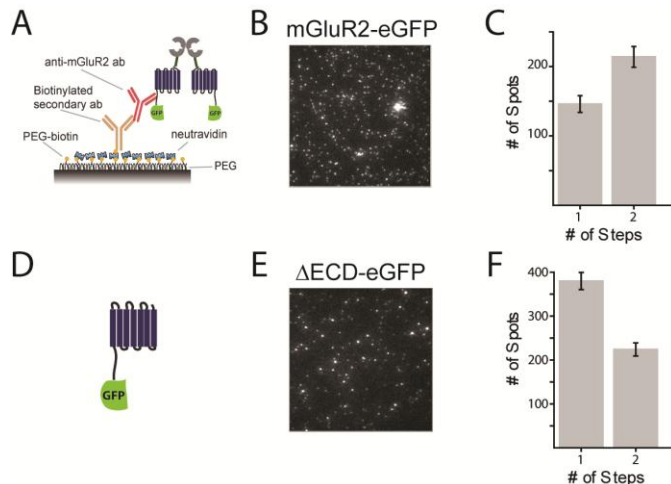 A
anti-mGluR2 ab
Biotinylated
secondary ab
PEG-biotin
neutravidin
PEG
GFP
GFP
B
mGluR2-eGFP
C
# of Spots
200
100
1
2
# of Steps
D
GFP
E
ΔECD-eGFP
F
# of Spots
400
300
200
100
1
2
# of Steps